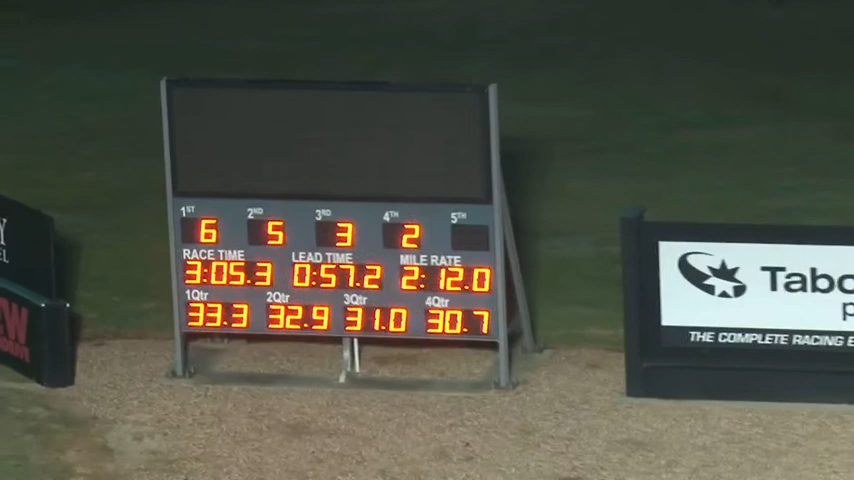 1ST 2ND 3RD 4TH 5TH
6 5 3 2
RACE TIME LEAD TIME MILE RATE
3:05.3 0:57.2 2:12.0
1Qtr 2Qtr 3Qtr 4Qtr
33.3 32.9 31.0 30.7
Tabo
THE COMPLETE RACING